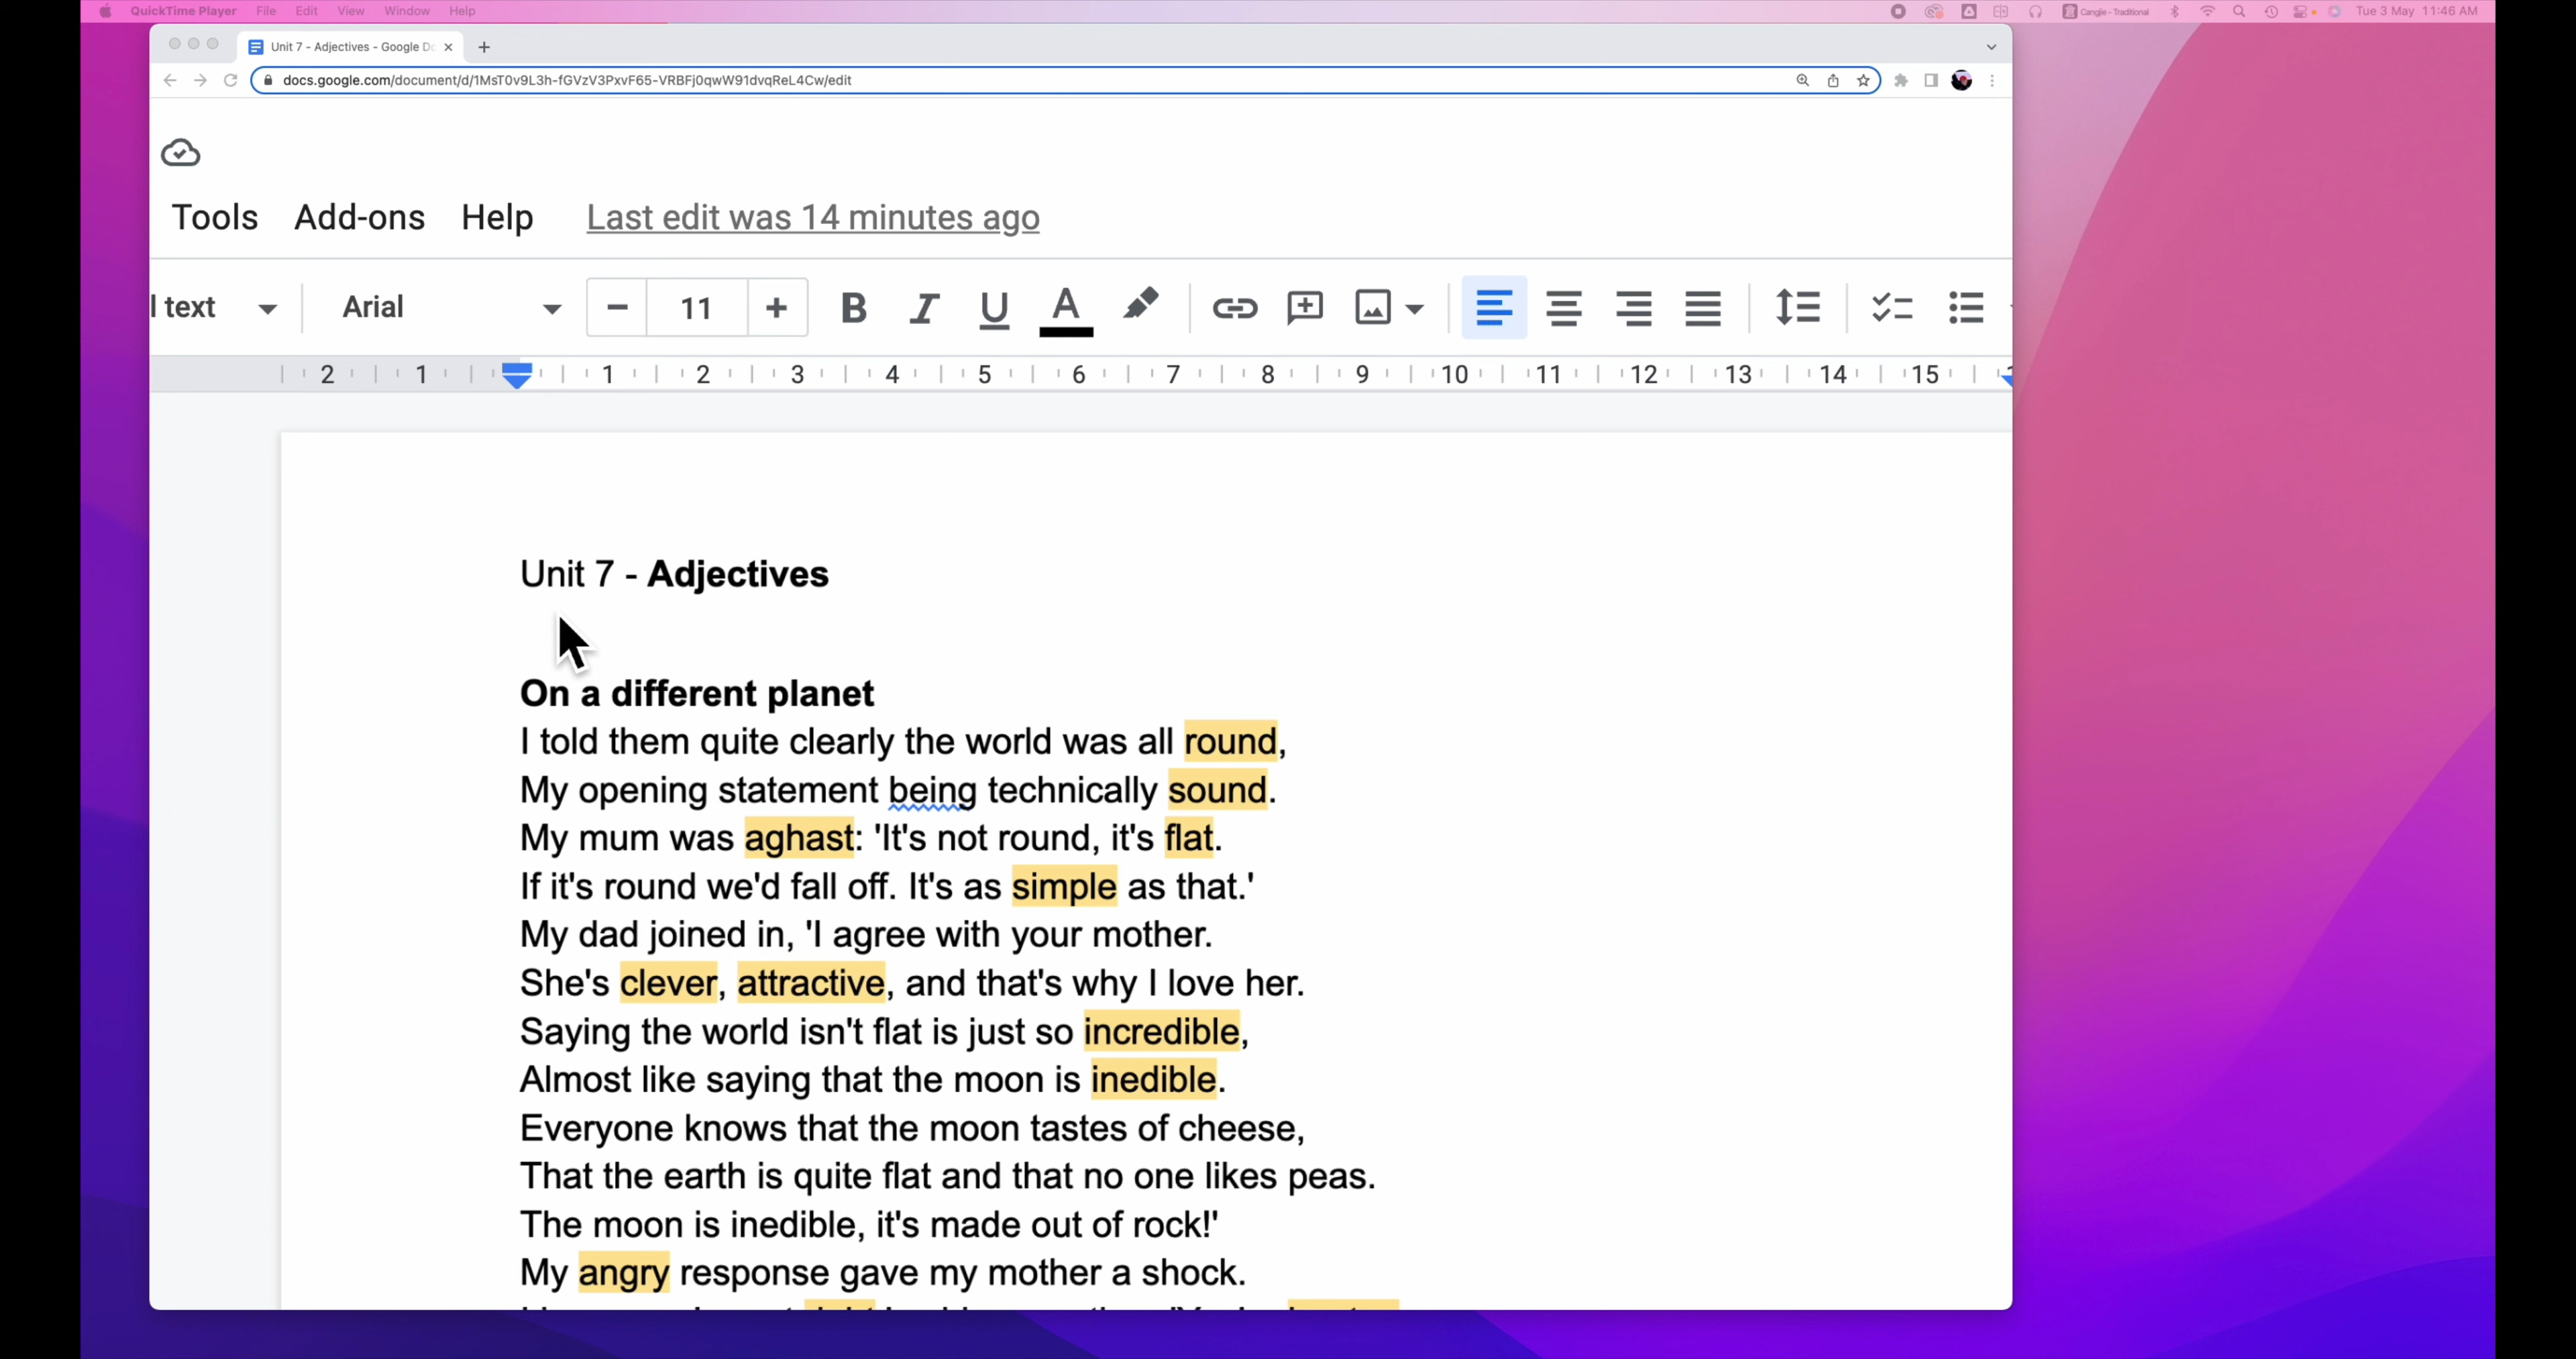 QuickTime Player File Edit View Window Help Cangjie - Traditional Tue 3 May 11:46 AM
Unit 7 - Adjectives - Google Do
docs.google.com/document/d/1MsT0v9L3h-fGVzV3PxvF65-VRBFj0qwW91dvqReL4Cw/edit
Tools Add-ons Help Last edit was 14 minutes ago
l text Arial 11 B I U A
2 1 1 2 3 4 5 6 7 8 9 10 11 12 13 14 15
Unit 7 - Adjectives
On a different planet
I told them quite clearly the world was all round,
My opening statement being technically sound.
My mum was aghast: 'It's not round, it's flat.
If it's round we'd fall off. It's as simple as that.'
My dad joined in, 'I agree with your mother.
She's clever, attractive, and that's why I love her.
Saying the world isn't flat is just so incredible,
Almost like saying that the moon is inedible.
Everyone knows that the moon tastes of cheese,
That the earth is quite flat and that no one likes peas.
The moon is inedible, it's made out of rock!'
My angry response gave my mother a shock.